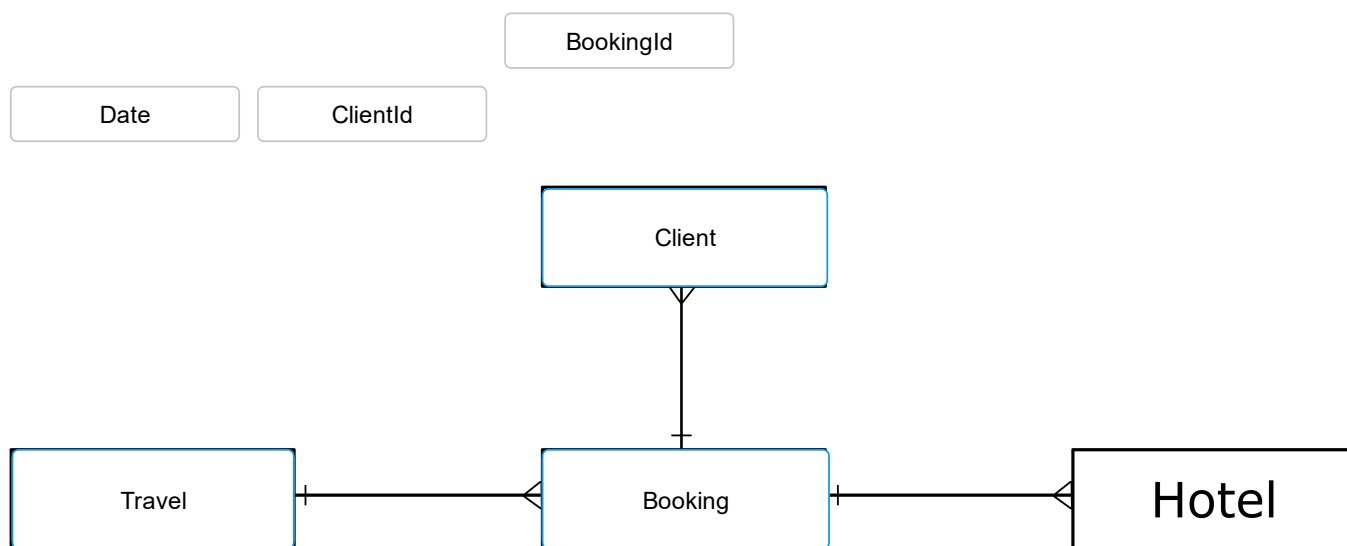 BookingId
Date
ClientId
Client
Travel
Booking
Hotel